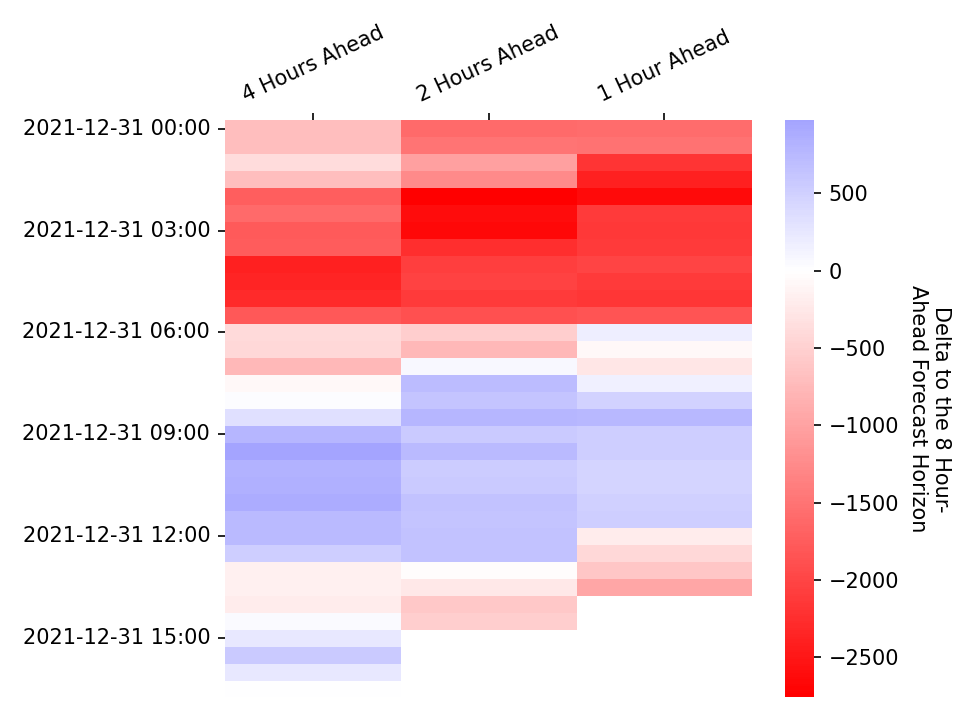 4 Hours Ahead
2 Hours Ahead
1 Hour Ahead
2021-12-31 00:00
2021-12-31 03:00
2021-12-31 06:00
2021-12-31 09:00
2021-12-31 12:00
2021-12-31 15:00
500
0
−500
−1000
−1500
−2000
−2500
Delta to the 8 Hour-
Ahead Forecast Horizon